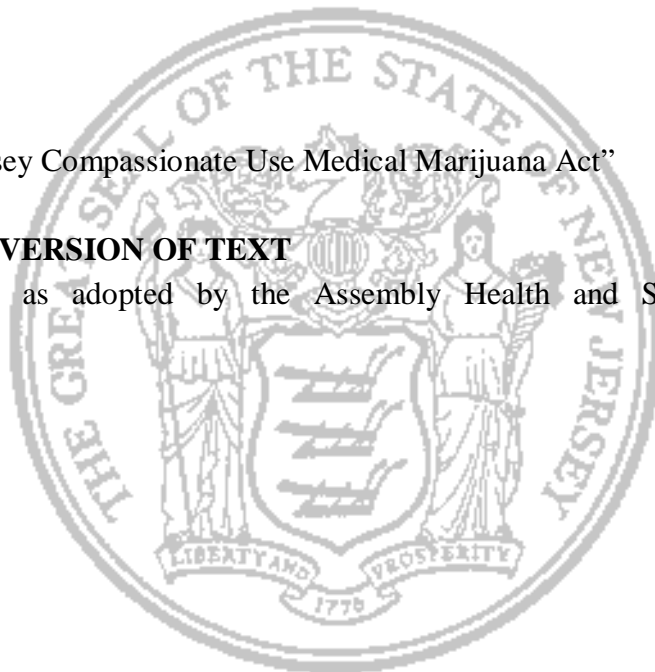 THE GREAT SEAL OF THE STATE OF NEW JERSEY
sey Compassionate Use Medical Marijuana Act”
VERSION OF TEXT
as adopted by the Assembly Health and S
LIBERTY AND PROSPERITY
1776